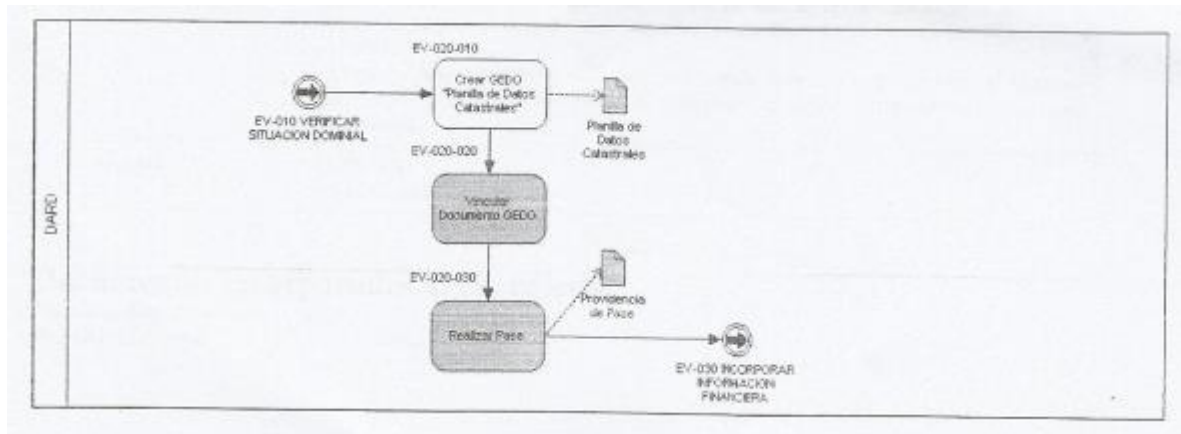 EV-020-010
Crear GEDO
"Planilla de Datos
Catastrales"
EV-010 VERIFICAR
SITUACION DOMINIAL
Planilla de
Datos
Catastrales
EV-020-020
Vincular
Documento GEDO
DARD
EV-020-030
Providencia
de Pase
Realizar Pase
EV-030 INCORPORAR
INFORMACION
FINANCIERA